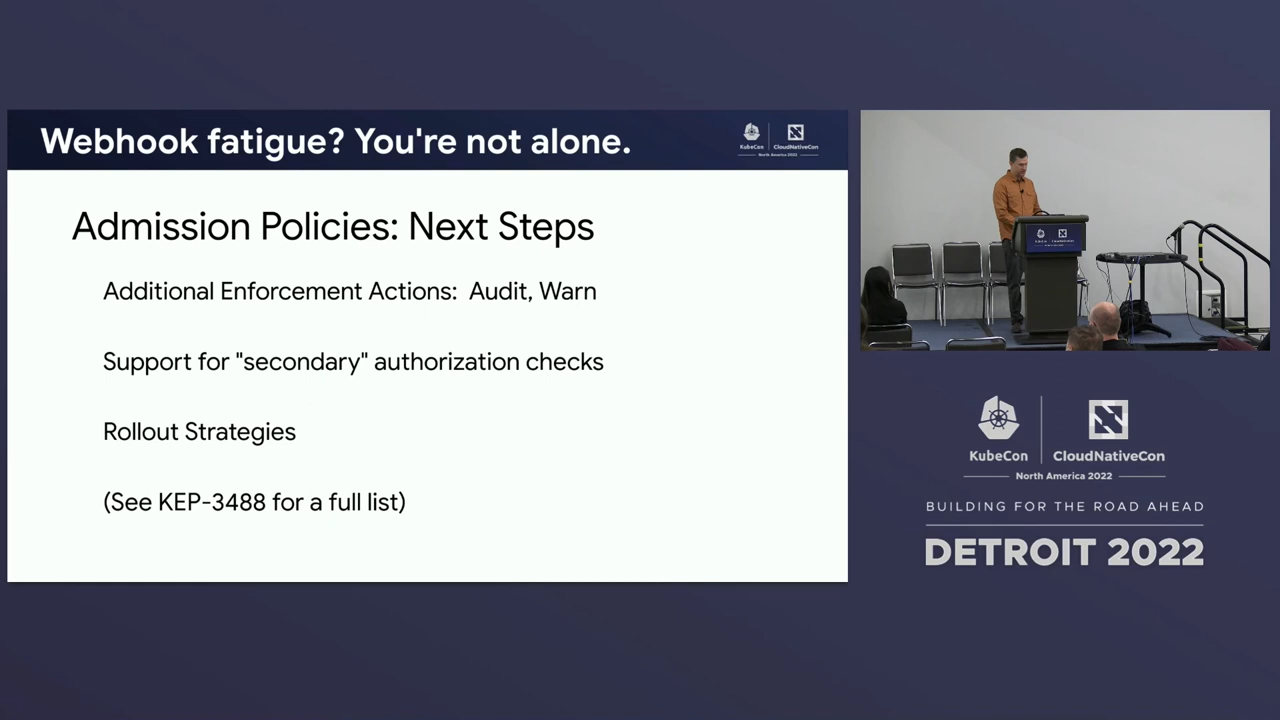 Webhook fatigue? You're not alone.
KubeCon
CloudNativeCon
North America 2022
Admission Policies: Next Steps
Additional Enforcement Actions:  Audit, Warn
Support for "secondary" authorization checks
Rollout Strategies
(See KEP-3488 for a full list)
KubeCon
CloudNativeCon
North America 2022
BUILDING FOR THE ROAD AHEAD
DETROIT 2022